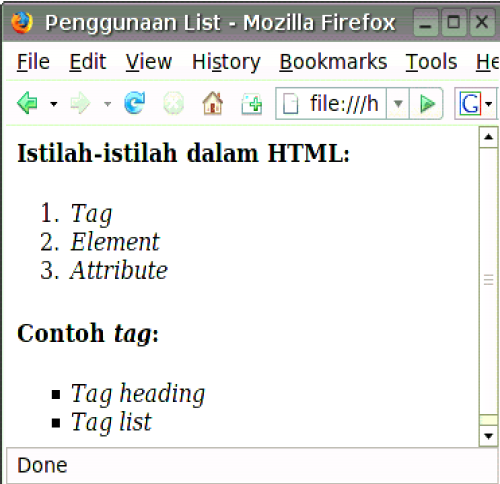 Penggunaan List - Mozilla Firefox
File Edit View History Bookmarks Tools He
file:///h G
Istilah-istilah dalam HTML:
1. Tag
2. Element
3. Attribute
Contoh tag:
Tag heading
Tag list
Done